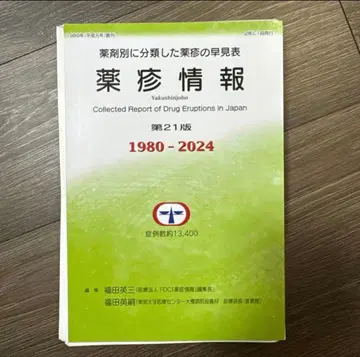 薬剤別に分類した薬疹の早見表
薬疹情報
Yakushinjoho
Collected Report of Drug Eruptions in Japan
第21版
1980-2024
症例数約13,400
編集 福田英三
福田英嗣